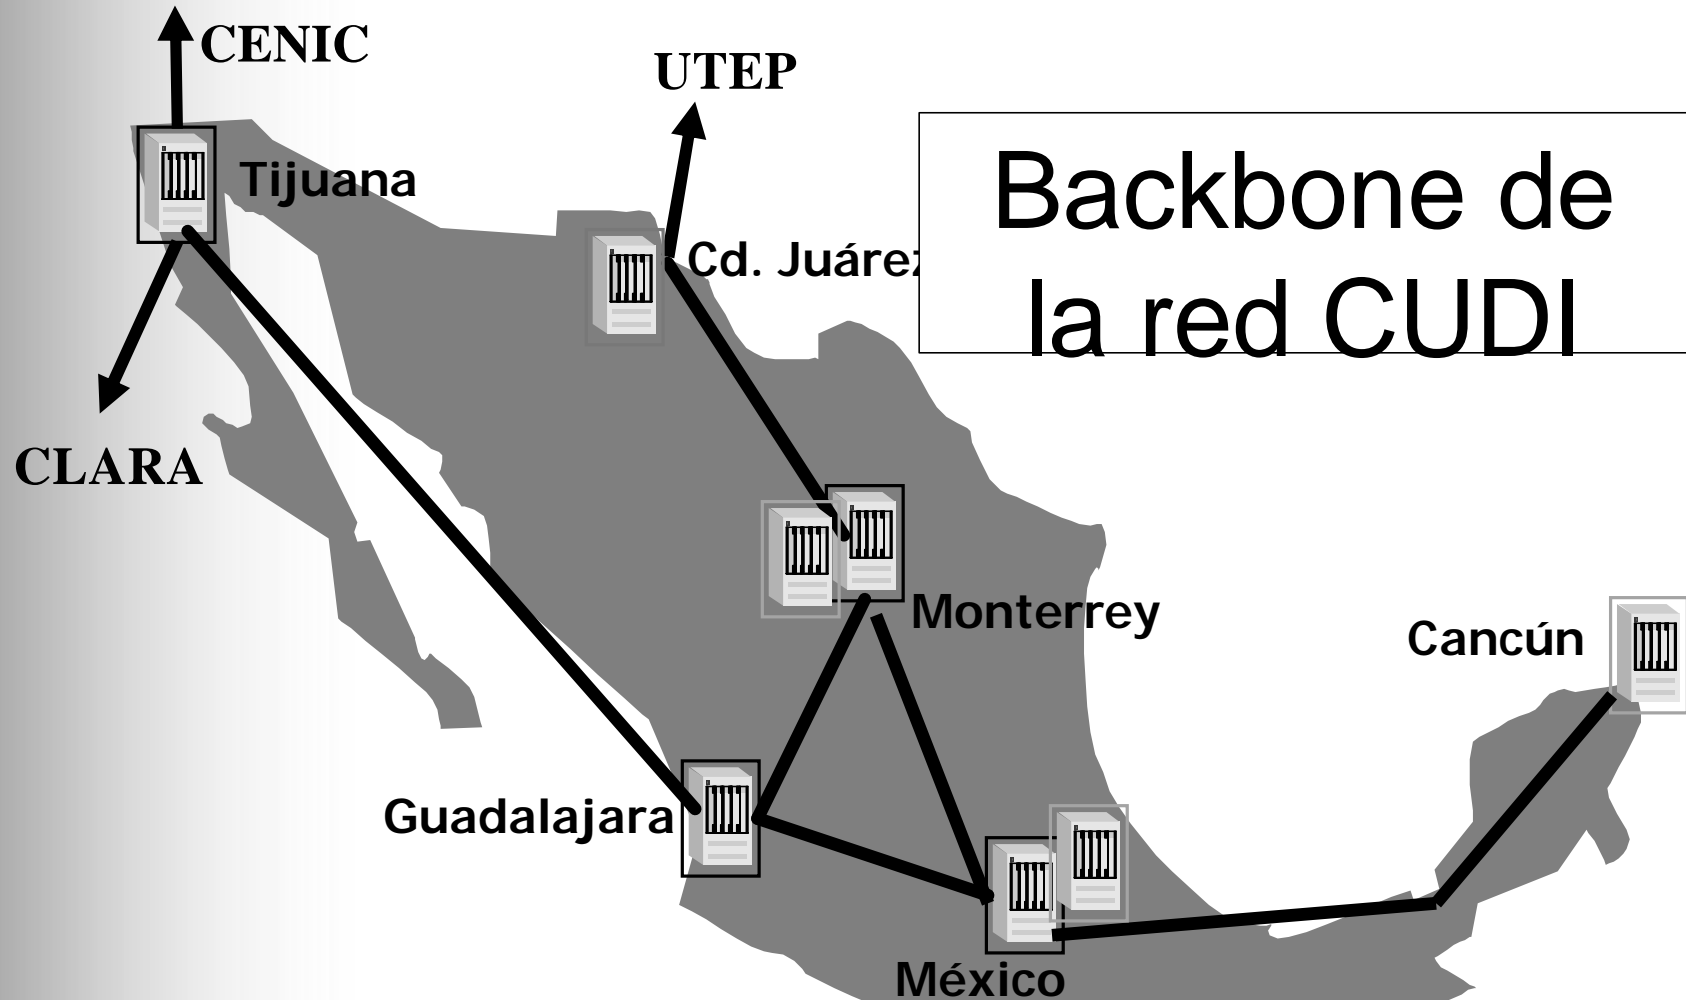 CENIC
UTEP
Tijuana
Backbone de
la red CUDI
Cd. Juárez
CLARA
Monterrey
Cancún
Guadalajara
México